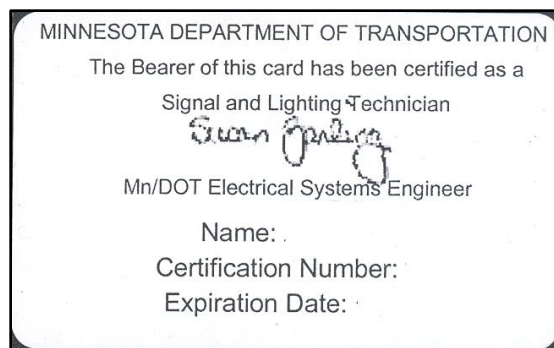 MINNESOTA DEPARTMENT OF TRANSPORTATION
The Bearer of this card has been certified as a
Signal and Lighting Technician
Mn/DOT Electrical Systems Engineer
Name:
Certification Number:
Expiration Date: